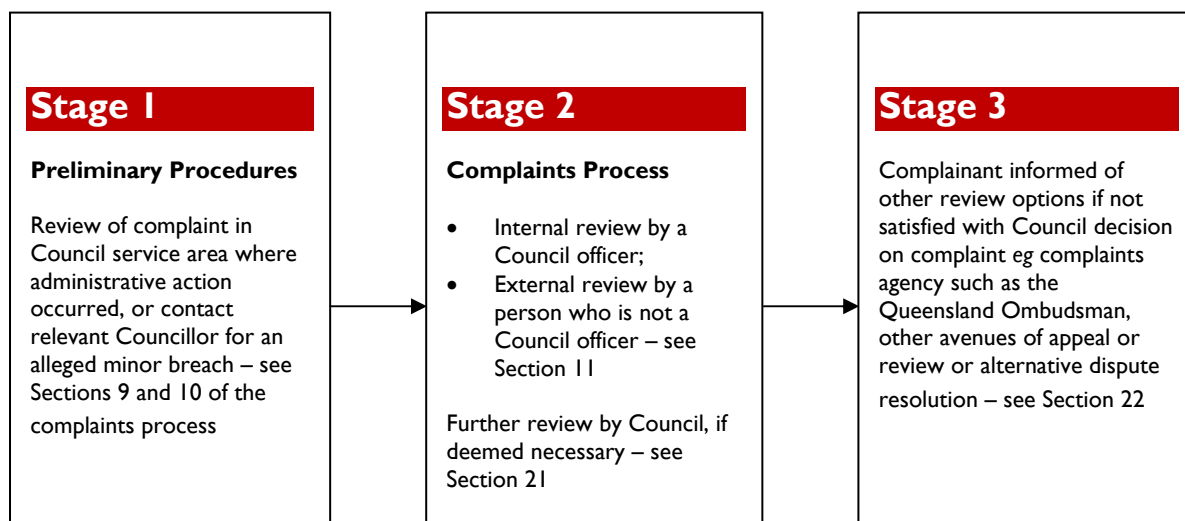 Stage 1
Preliminary Procedures
Review of complaint in
Council service area where
administrative action
occurred, or contact
relevant Councillor for an
alleged minor breach – see
Sections 9 and 10 of the
complaints process
Stage 2
Complaints Process
• Internal review by a
Council officer;
• External review by a
person who is not a
Council officer – see
Section 11
Further review by Council, if
deemed necessary – see
Section 21
Stage 3
Complainant informed of
other review options if not
satisfied with Council decision
on complaint eg complaints
agency such as the
Queensland Ombudsman,
other avenues of appeal or
review or alternative dispute
resolution – see Section 22